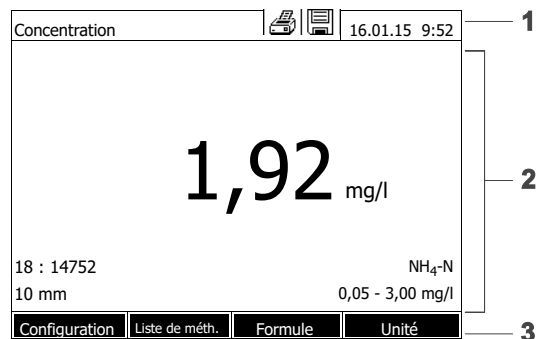 Concentration 16.01.15 9:52 1
1,92 mg/l 2
18 : 14752 NH₄-N
10 mm 0,05 - 3,00 mg/l
Configuration Liste de méth. Formule Unité 3